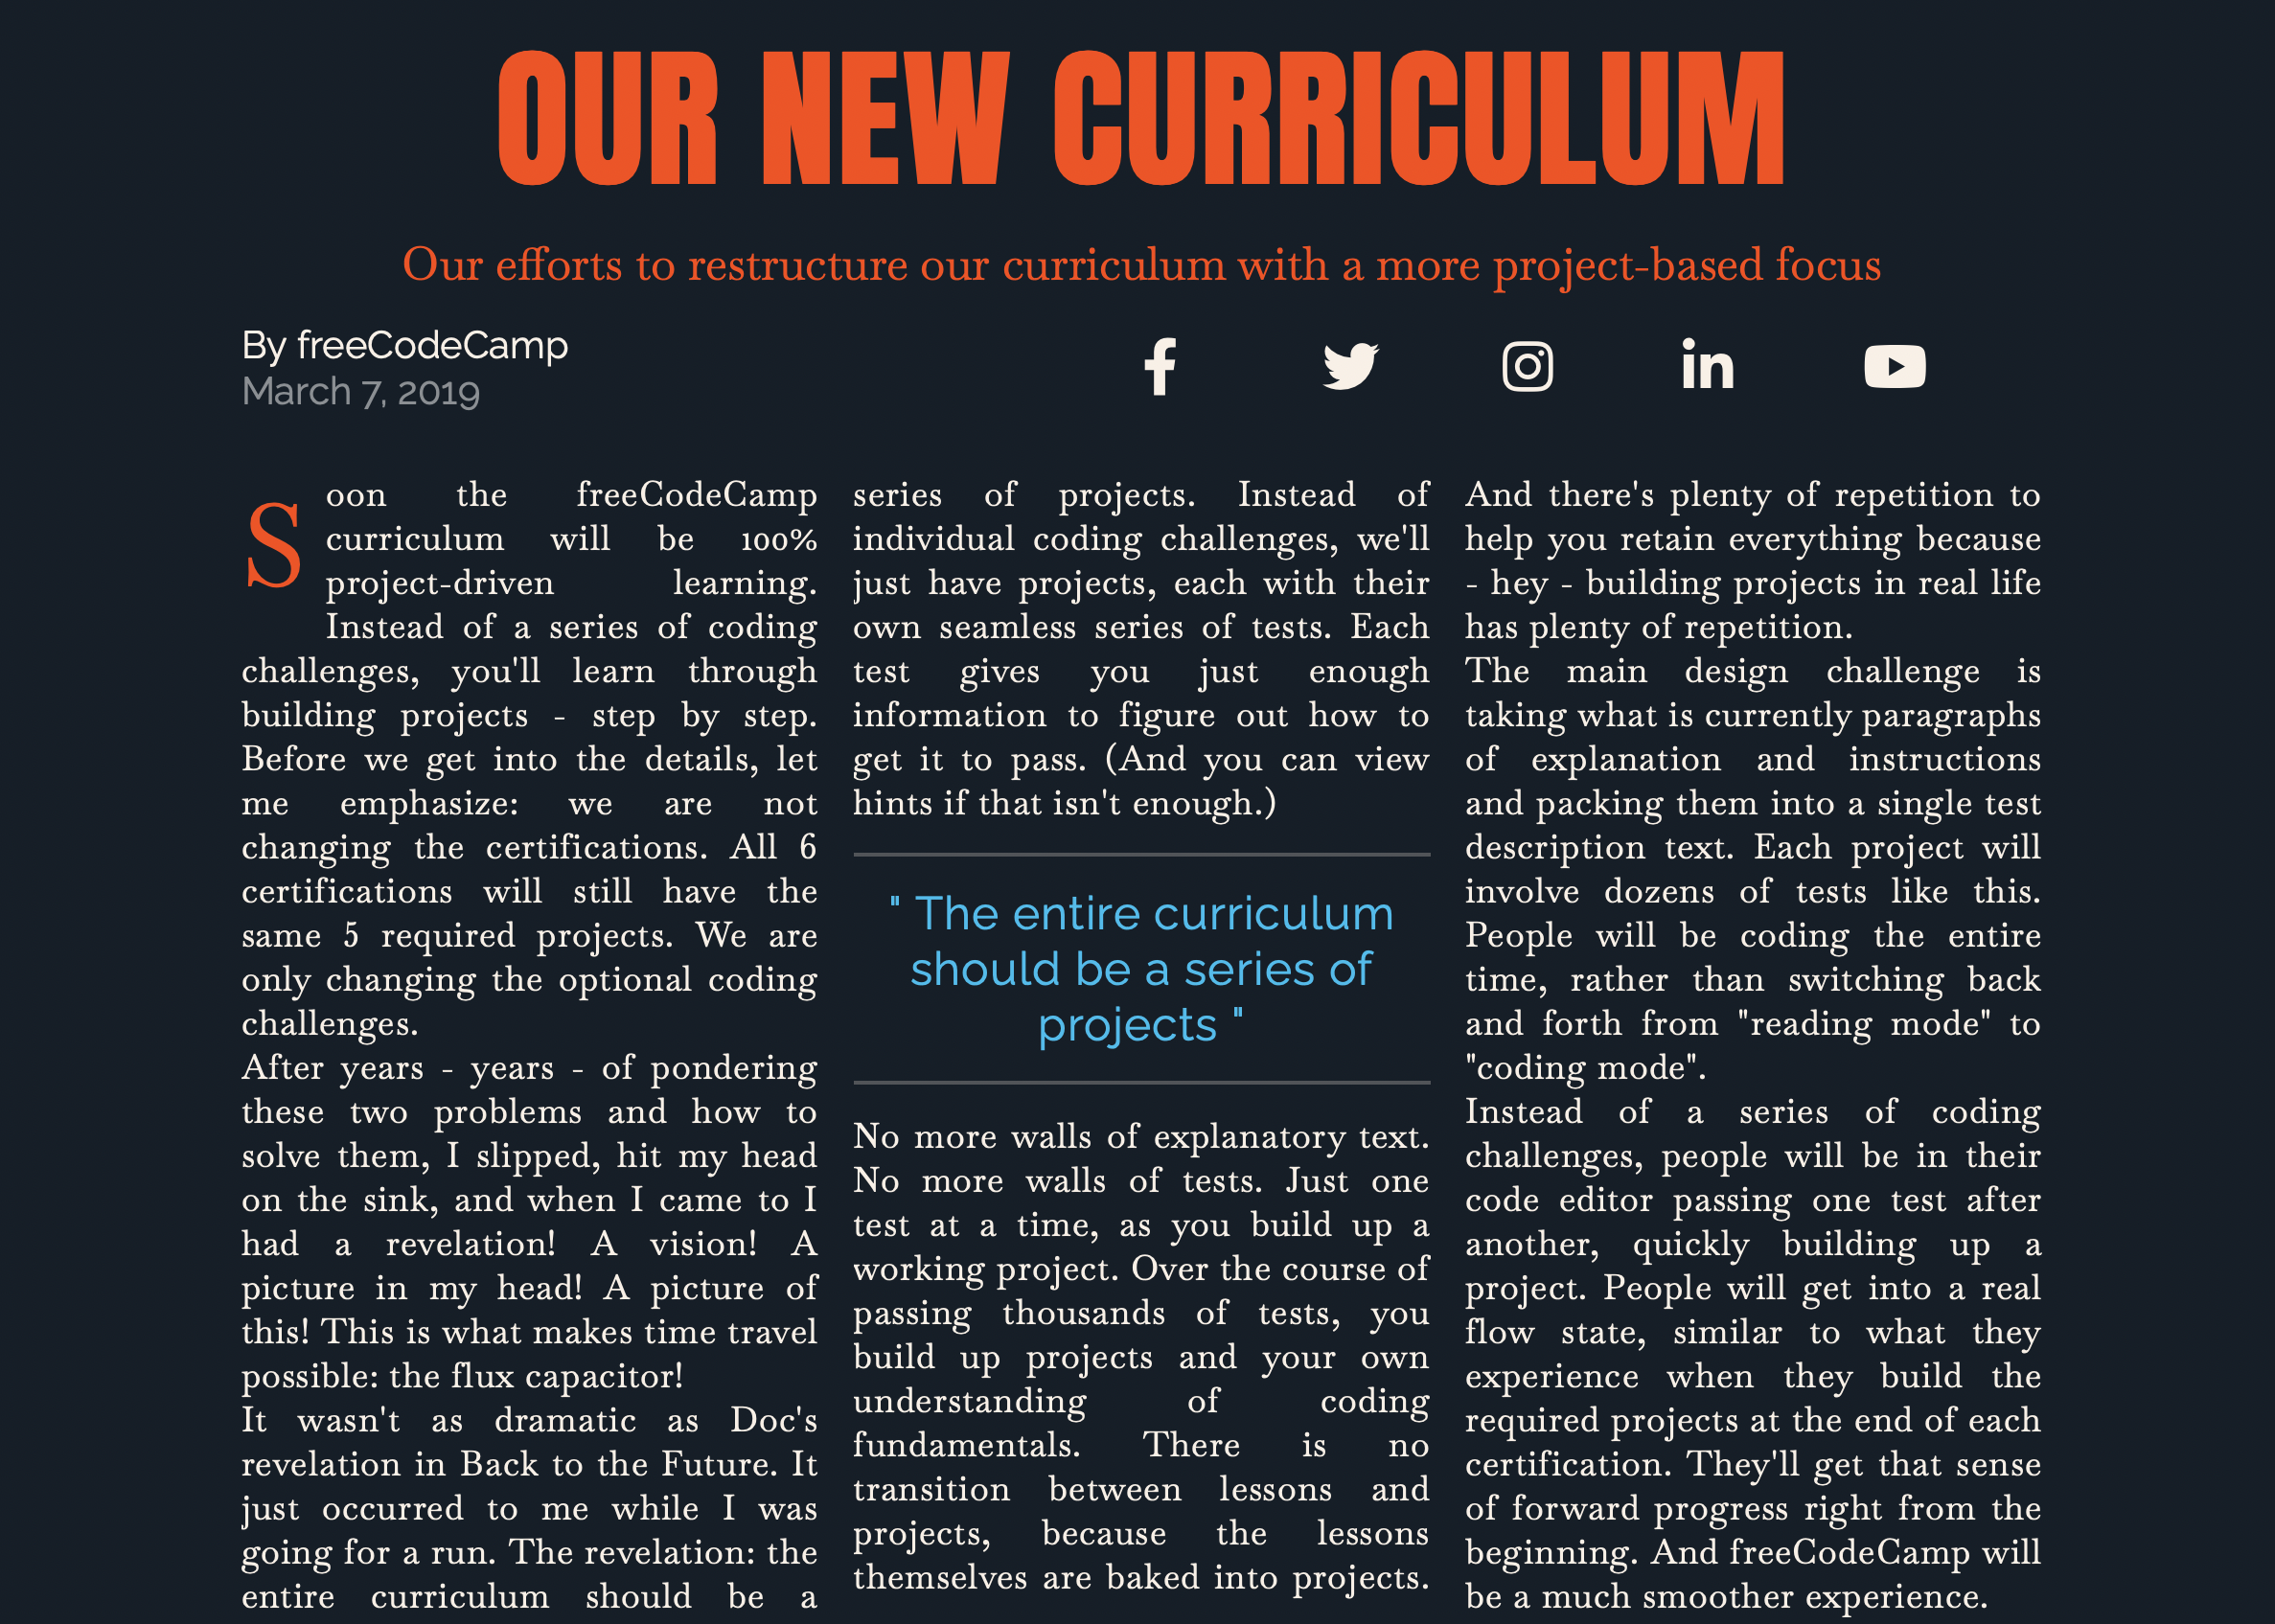 OUR NEW CURRICULUM
Our efforts to restructure our curriculum with a more project-based focus
By freeCodeCamp
March 7, 2019
Soon the freeCodeCamp
curriculum will be 100%
project-driven learning.
Instead of a series of coding
challenges, you'll learn through
building projects - step by step.
Before we get into the details, let
me emphasize: we are not
changing the certifications. All 6
certifications will still have the
same 5 required projects. We are
only changing the optional coding
challenges.
After years - years - of pondering
these two problems and how to
solve them, I slipped, hit my head
on the sink, and when I came to I
had a revelation! A vision! A
picture in my head! A picture of
this! This is what makes time travel
possible: the flux capacitor!
It wasn't as dramatic as Doc's
revelation in Back to the Future. It
just occurred to me while I was
going for a run. The revelation: the
entire curriculum should be a
series of projects. Instead of
individual coding challenges, we'll
just have projects, each with their
own seamless series of tests. Each
test gives you just enough
information to figure out how to
get it to pass. (And you can view
hints if that isn't enough.)
" The entire curriculum
should be a series of
projects "
No more walls of explanatory text.
No more walls of tests. Just one
test at a time, as you build up a
working project. Over the course of
passing thousands of tests, you
build up projects and your own
understanding of coding
fundamentals. There is no
transition between lessons and
projects, because the lessons
themselves are baked into projects.
And there's plenty of repetition to
help you retain everything because
- hey - building projects in real life
has plenty of repetition.
The main design challenge is
taking what is currently paragraphs
of explanation and instructions
and packing them into a single test
description text. Each project will
involve dozens of tests like this.
People will be coding the entire
time, rather than switching back
and forth from "reading mode" to
"coding mode".
Instead of a series of coding
challenges, people will be in their
code editor passing one test after
another, quickly building up a
project. People will get into a real
flow state, similar to what they
experience when they build the
required projects at the end of each
certification. They'll get that sense
of forward progress right from the
beginning. And freeCodeCamp will
be a much smoother experience.